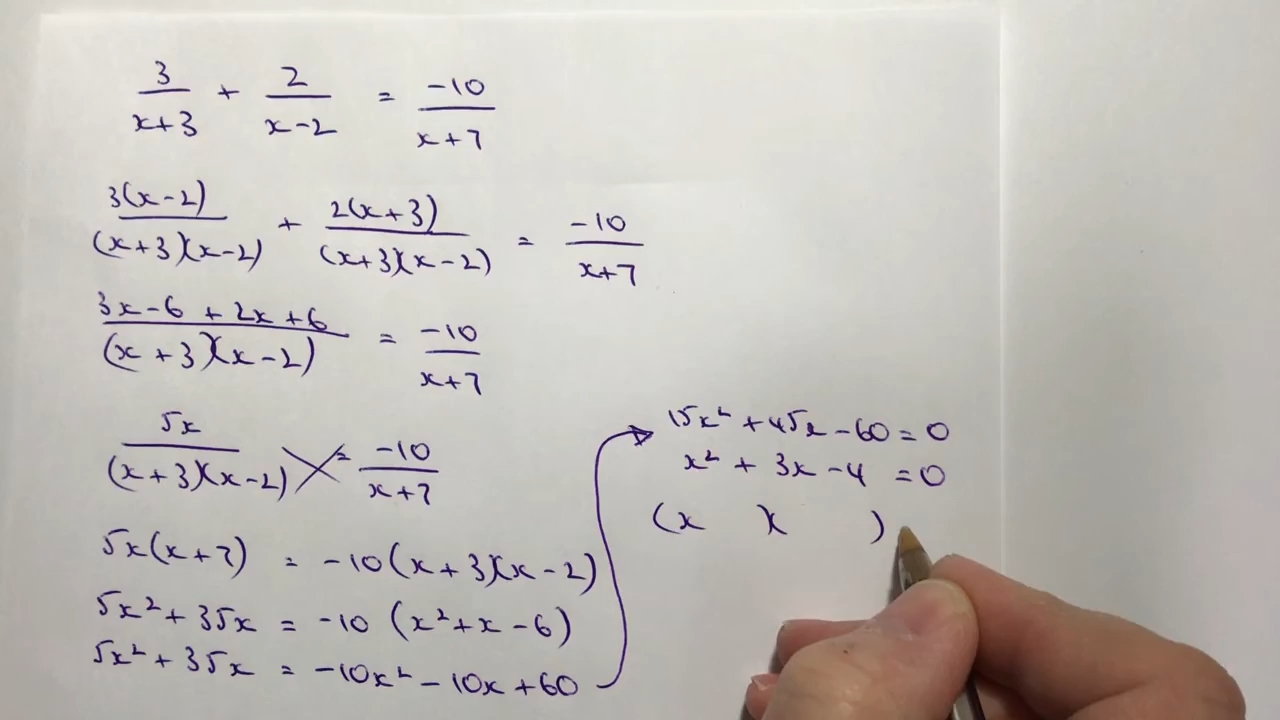 3/(x+3) + 2/(x-2) = -10/(x+7)
3(x-2)/((x+3)(x-2)) + 2(x+3)/((x+3)(x-2)) = -10/(x+7)
(3x-6+2x+6)/((x+3)(x-2)) = -10/(x+7)
5x/((x+3)(x-2)) = -10/(x+7)
5x(x+7) = -10(x+3)(x-2)
5x²+35x = -10(x²+x-6)
5x²+35x = -10x²-10x+60
15x²+45x-60=0
x²+3x-4=0
(x )( )